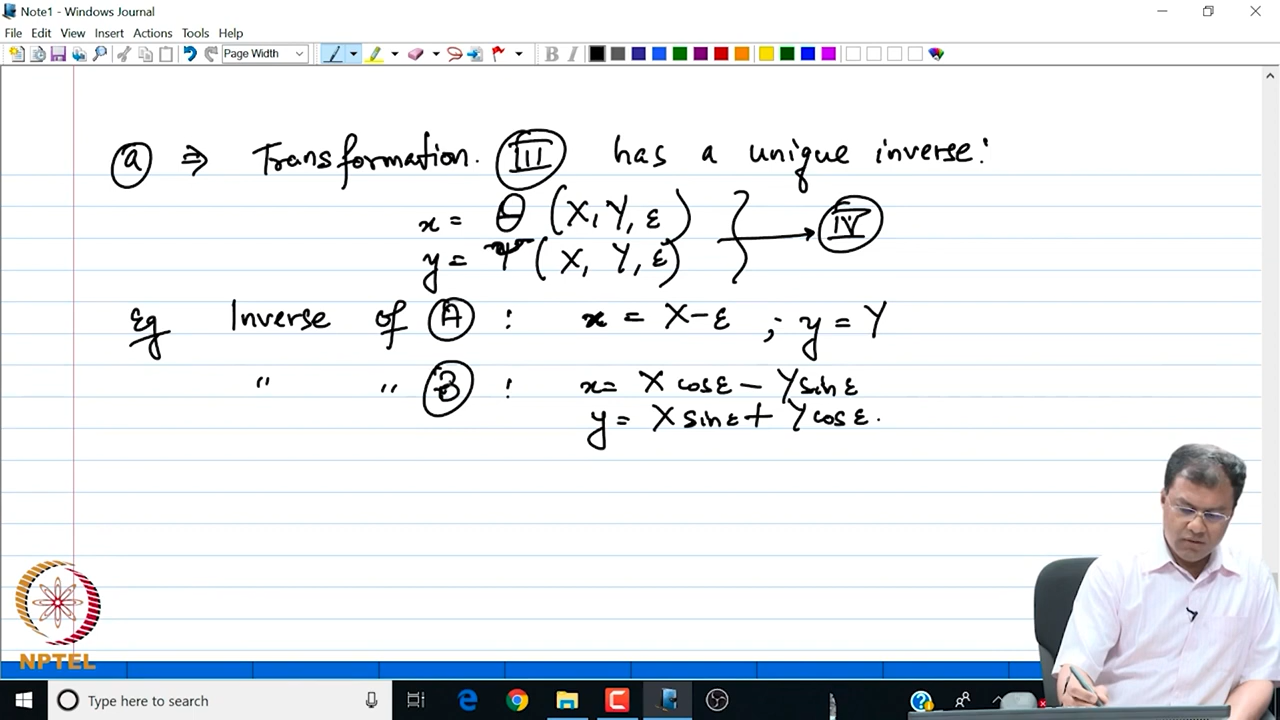 Note1 - Windows Journal
File Edit View Insert Actions Tools Help
Page Width B I
ⓐ ⇒ Transformation. Ⓘ(III) has a unique inverse:
x = θ (X, Y, ε)
y = Ψ (X, Y, ε) } → (IV)
Eg Inverse of Ⓐ : x = X-ε ; y = Y
" " Ⓑ : x= X cosε - Y sin ε
y = X sin ε + Y cos ε.
NPTEL
Type here to search